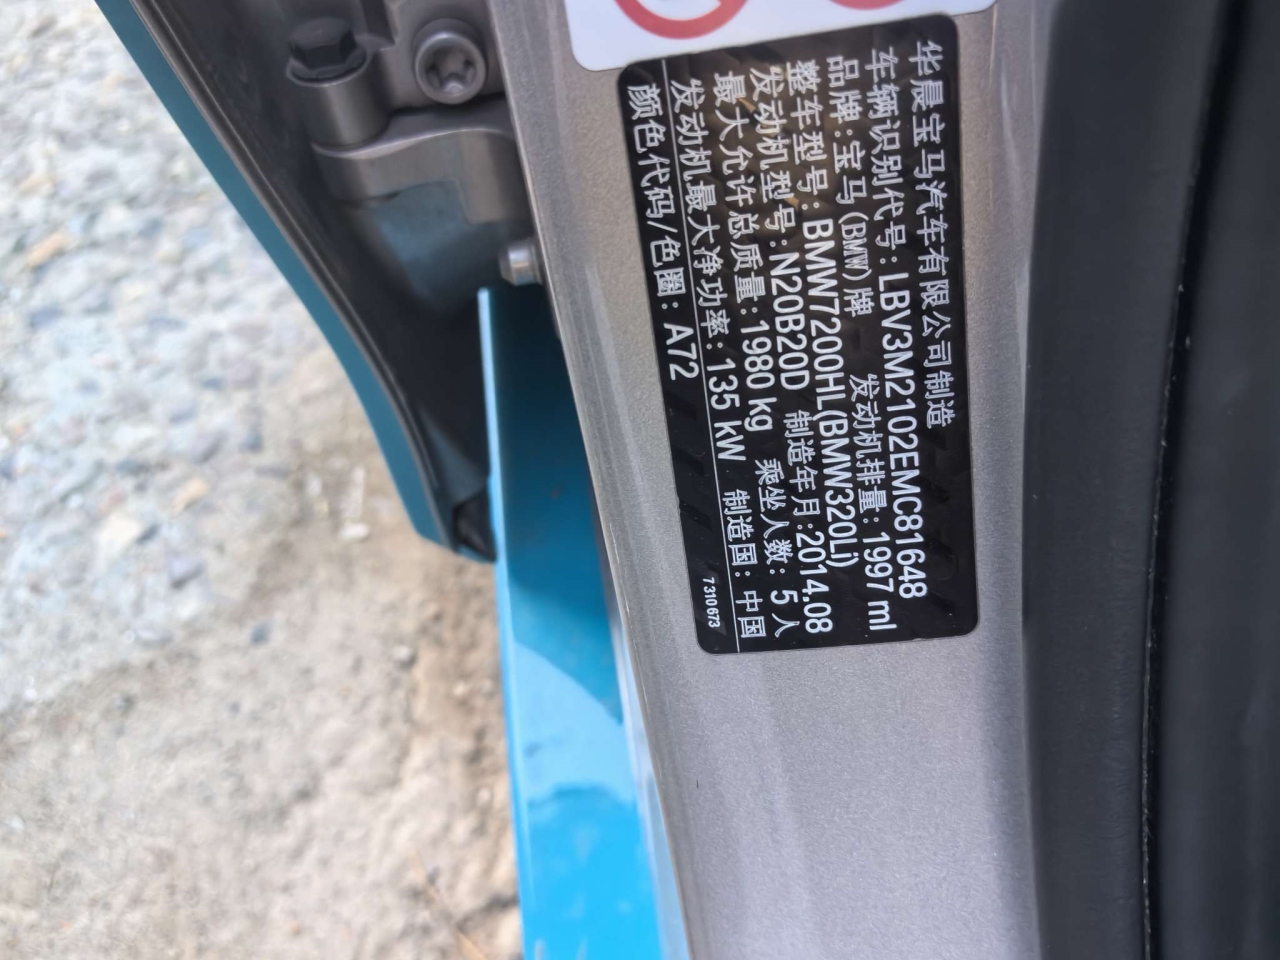 华晨宝马汽车有限公司制造
车辆识别代号：LBV3M2102EMC81648
品牌：宝马(BMW)牌 发动机排量：1997 ml
整车型号：BMW7200HL(BMW320Li)
发动机型号：N20B20D 制造年月：2014.08
最大允许总质量：1980 kg 乘坐人数：5 人
发动机最大净功率：135 kW 制造国：中国
颜色代码/色圈：A72
7310673